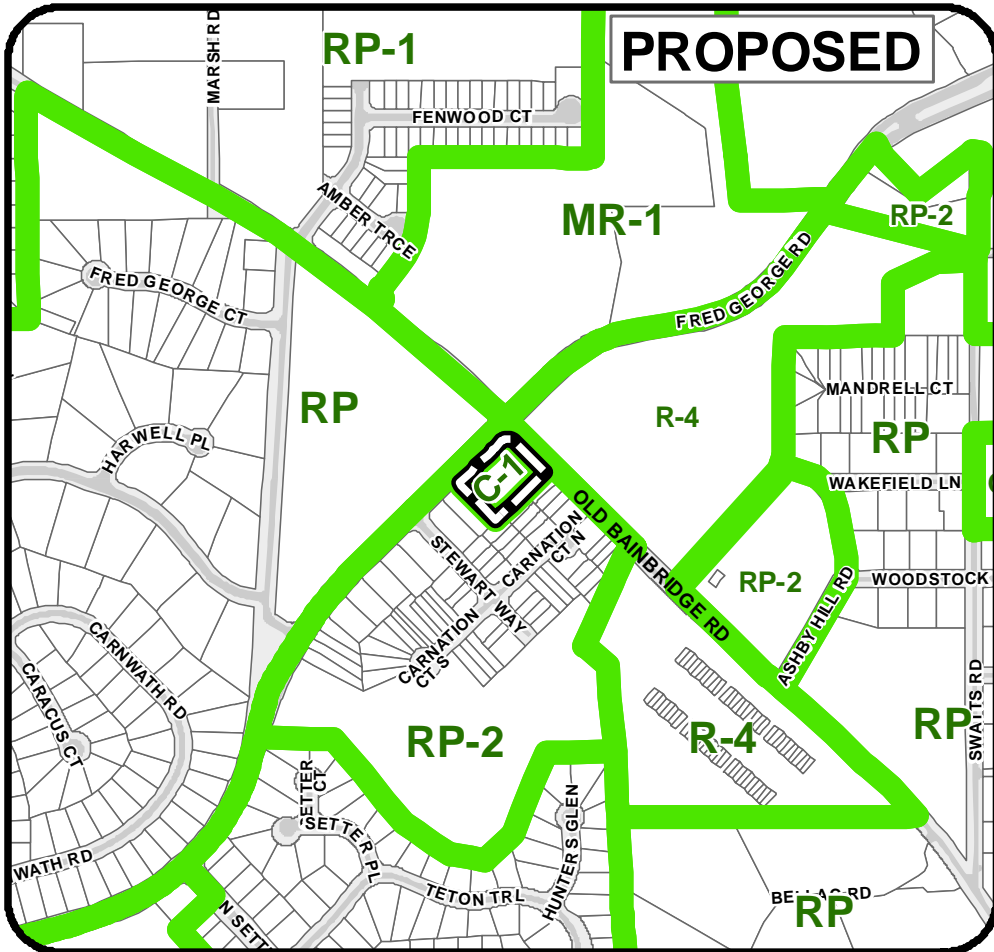 MARSH RD
RP-1
PROPOSED
FENWOOD CT
AMBER TRCE
MR-1
RP-2
FRED GEORGE RD
FRED GEORGE CT
RP
R-4
MANDRELL CT
RP
HARWELL PL
WAKEFIELD LN
C-1
OLD BAINBRIDGE RD
CARNATION
CT N
STEWART WAY
RP-2
WOODSTOCK
ASHBY HILL RD
CARNATION
CT S
CARNWATH RD
CARACUS CT
RP-2
R-4
RP
SWATTS RD
SETTER
CT
SETTER PL
HUNTERS GLEN
WATH RD
TETON TRL
N SETT
RP